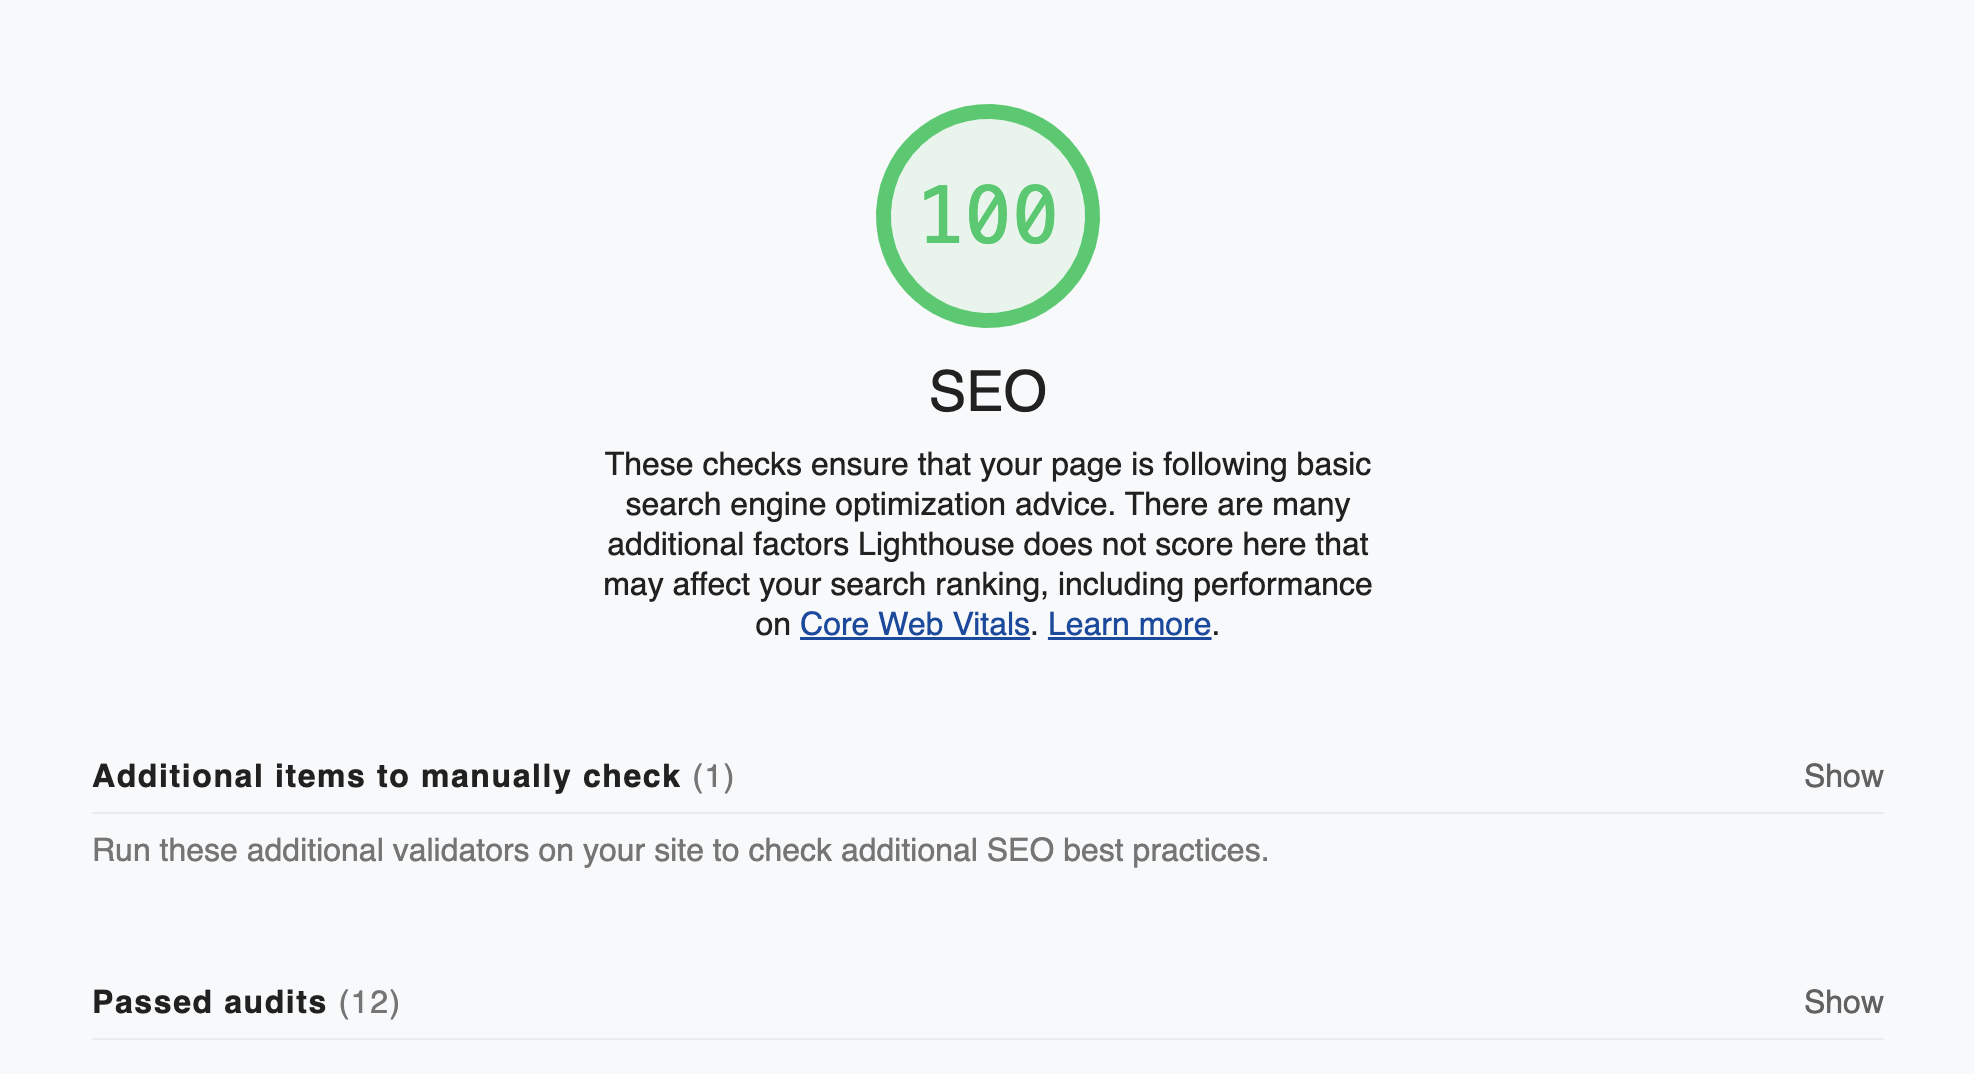 100
SEO
These checks ensure that your page is following basic
search engine optimization advice. There are many
additional factors Lighthouse does not score here that
may affect your search ranking, including performance
on Core Web Vitals. Learn more.
Additional items to manually check (1) Show
Run these additional validators on your site to check additional SEO best practices.
Passed audits (12) Show